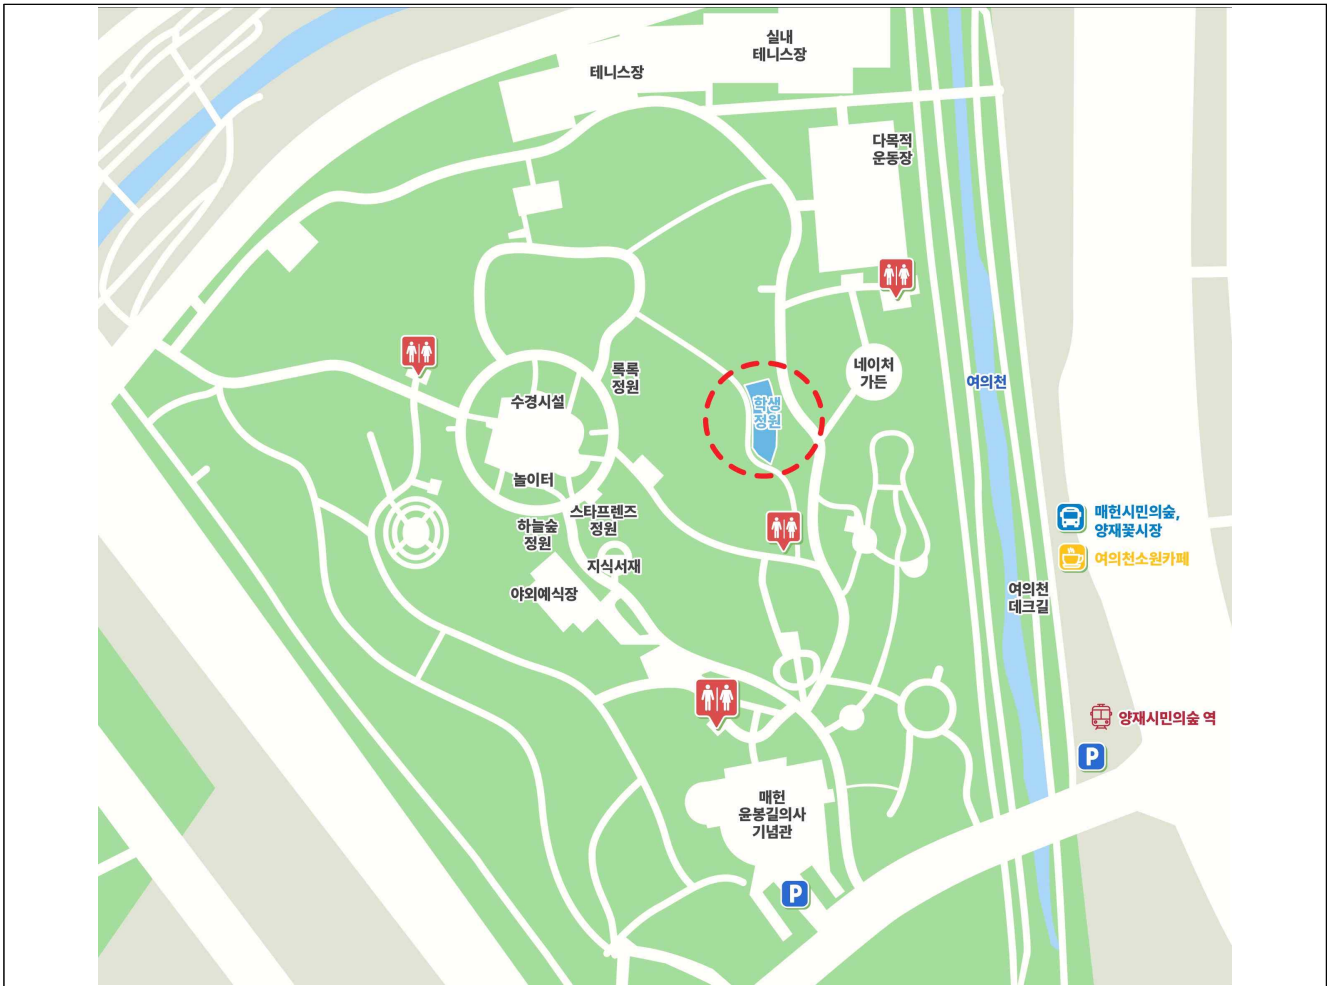 실내
테니스장
테니스장
다목적
운동장
네이처
가든
여의천
록록
정원
학생
정원
수경시설
놀이터
스타프렌즈
정원
하늘숲
정원
지식서재
야외예식장
매헌시민의숲,
양재꽃시장
여의천소원카페
여의천
데크길
양재시민의숲 역
P
매헌
윤봉길의사
기념관
P